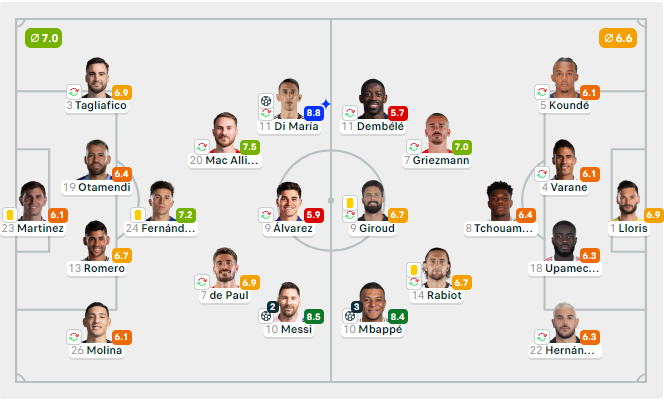 Ø 7.0
Ø 6.6
6.9
3 Tagliafico
6.4
19 Otamendi
6.1
23 Martinez
6.7
13 Romero
6.1
26 Molina
7.2
24 Fernánd...
7.5
20 Mac Alli...
6.9
7 de Paul
8.8
11 Di María
5.9
9 Álvarez
2
8.5
10 Messi
5.7
11 Dembélé
6.7
9 Giroud
3
8.4
10 Mbappé
7.0
7 Griezmann
6.7
14 Rabiot
6.4
8 Tchouam...
6.1
5 Koundé
6.1
4 Varane
6.3
18 Upamec...
6.3
22 Hernán...
6.9
1 Lloris